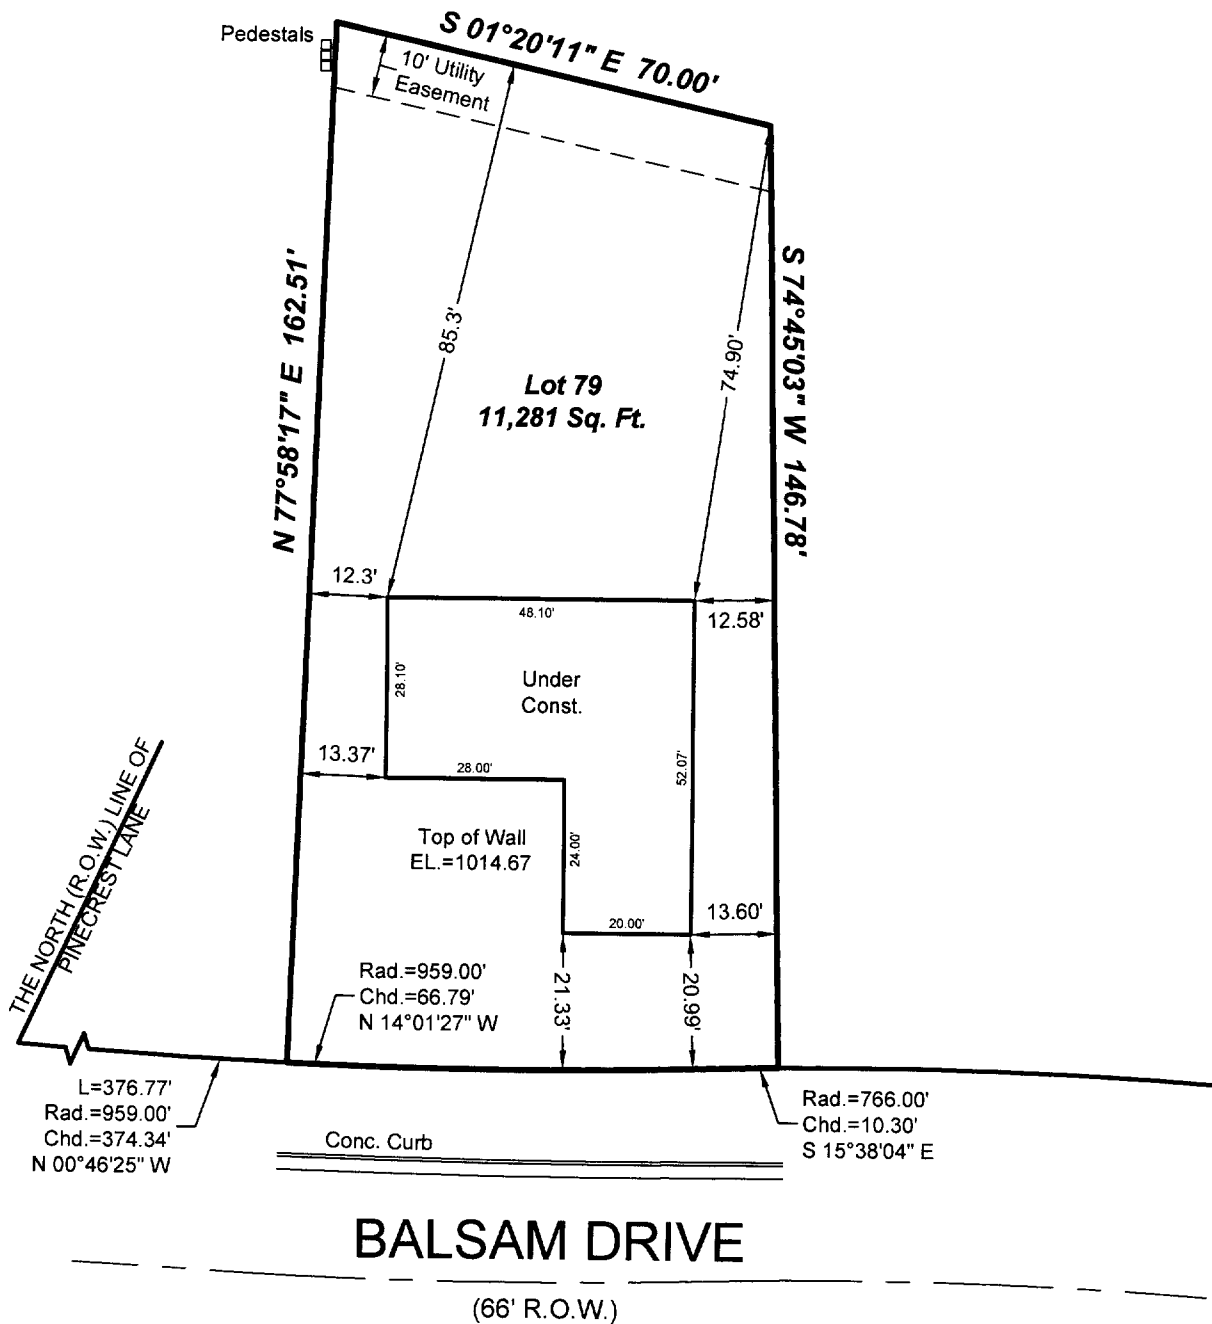 Pedestals
S 01°20'11" E 70.00'
10' Utility
Easement
N 77°58'17" E 162.51'
85.3'
74.90'
S 74°45'03" W 146.78'
Lot 79
11,281 Sq. Ft.
12.3'
48.10'
12.58'
28.10'
Under
Const.
13.37'
28.00'
52.07'
THE NORTH (R.O.W.) LINE OF
PINECREST LANE
Top of Wall
EL.=1014.67
24.00'
20.00'
13.60'
Rad.=959.00'
Chd.=66.79'
N 14°01'27" W
21.33'
20.99'
L=376.77'
Rad.=959.00'
Chd.=374.34'
N 00°46'25" W
Rad.=766.00'
Chd.=10.30'
S 15°38'04" E
Conc. Curb
BALSAM DRIVE
(66' R.O.W.)